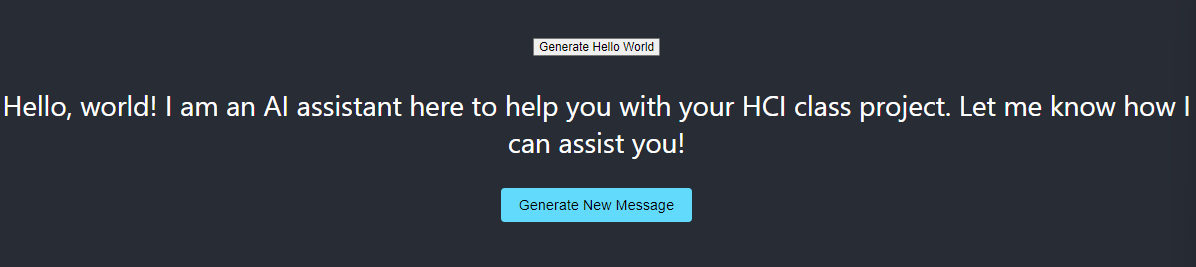 Generate Hello World
Hello, world! I am an AI assistant here to help you with your HCI class project. Let me know how I
can assist you!
Generate New Message